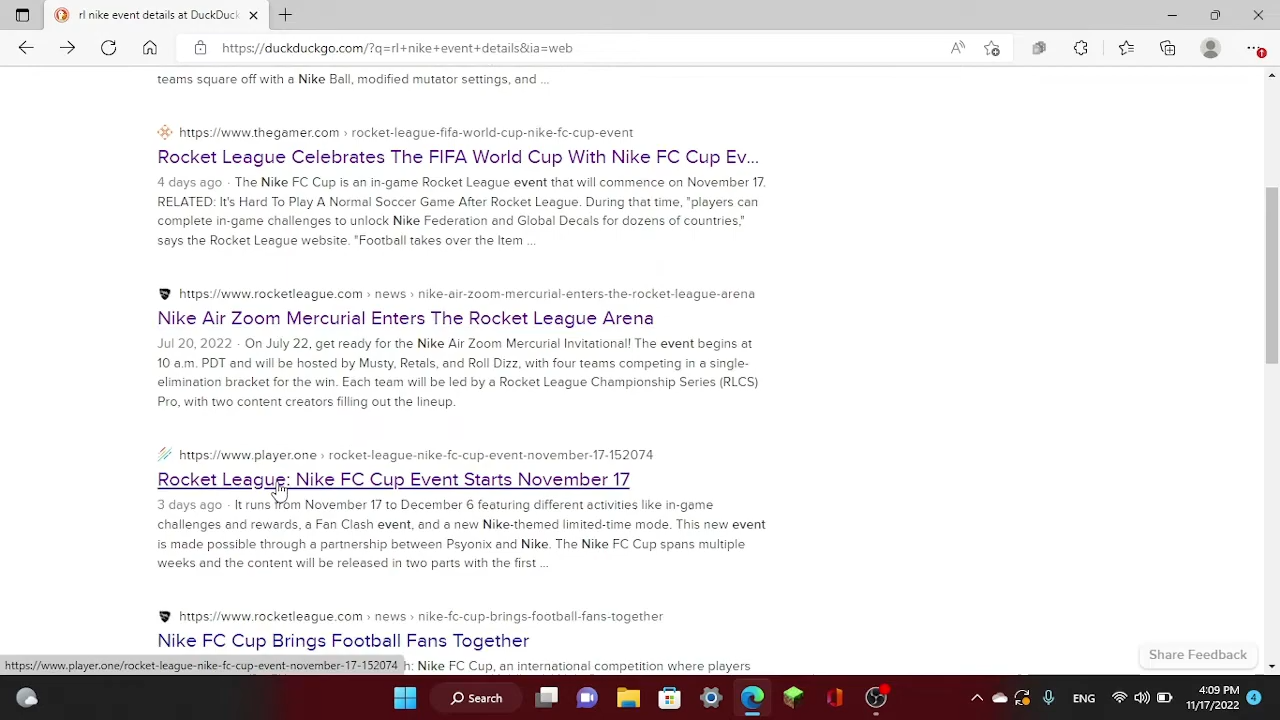 rl nike event details at DuckDuck
https://duckduckgo.com/?q=rl+nike+event+details&ia=web
teams square off with a Nike Ball, modified mutator settings, and ...
https://www.thegamer.com › rocket-league-fifa-world-cup-nike-fc-cup-event
Rocket League Celebrates The FIFA World Cup With Nike FC Cup Ev...
4 days ago · The Nike FC Cup is an in-game Rocket League event that will commence on November 17.
RELATED: It's Hard To Play A Normal Soccer Game After Rocket League. During that time, "players can
complete in-game challenges to unlock Nike Federation and Global Decals for dozens of countries,"
says the Rocket League website. "Football takes over the Item ...
https://www.rocketleague.com › news › nike-air-zoom-mercurial-enters-the-rocket-league-arena
Nike Air Zoom Mercurial Enters The Rocket League Arena
Jul 20, 2022 · On July 22, get ready for the Nike Air Zoom Mercurial Invitational! The event begins at
10 a.m. PDT and will be hosted by Musty, Retals, and Roll Dizz, with four teams competing in a single-
elimination bracket for the win. Each team will be led by a Rocket League Championship Series (RLCS)
Pro, with two content creators filling out the lineup.
https://www.player.one › rocket-league-nike-fc-cup-event-november-17-152074
Rocket League: Nike FC Cup Event Starts November 17
3 days ago · It runs from November 17 to December 6 featuring different activities like in-game
challenges and rewards, a Fan Clash event, and a new Nike-themed limited-time mode. This new event
is made possible through a partnership between Psyonix and Nike. The Nike FC Cup spans multiple
weeks and the content will be released in two parts with the first ...
https://www.rocketleague.com › news › nike-fc-cup-brings-football-fans-together
Nike FC Cup Brings Football Fans Together
Share Feedback
https://www.player.one/rocket-league-nike-fc-cup-event-november-17-152074
h: Nike FC Cup, an international competition where players
Search
ENG
4:09 PM
11/17/2022
4